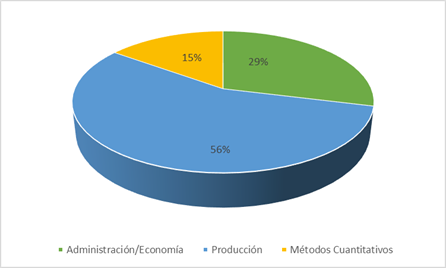 15%
29%
56%
Administración/Economía Producción Métodos Cuantitativos